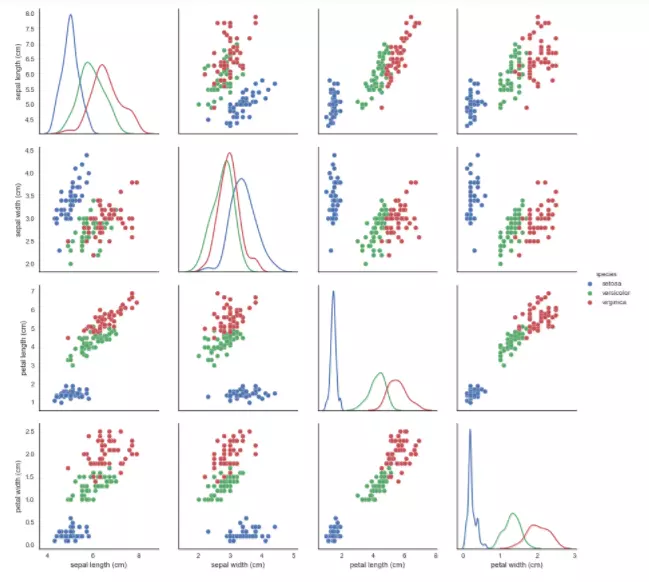 8.0
7.5
7.0
6.5
6.0
5.5
5.0
4.5
sepal length (cm)
4.5
4.0
3.5
3.0
2.5
2.0
sepal width (cm)
species
setosa
versicolor
virginica
7
6
5
4
3
2
1
petal length (cm)
2.5
2.0
1.5
1.0
0.5
0.0
petal width (cm)
4 6 8
sepal length (cm)
2 3 4 5
sepal width (cm)
2 4 6 8
petal length (cm)
0 1 2 3
petal width (cm)